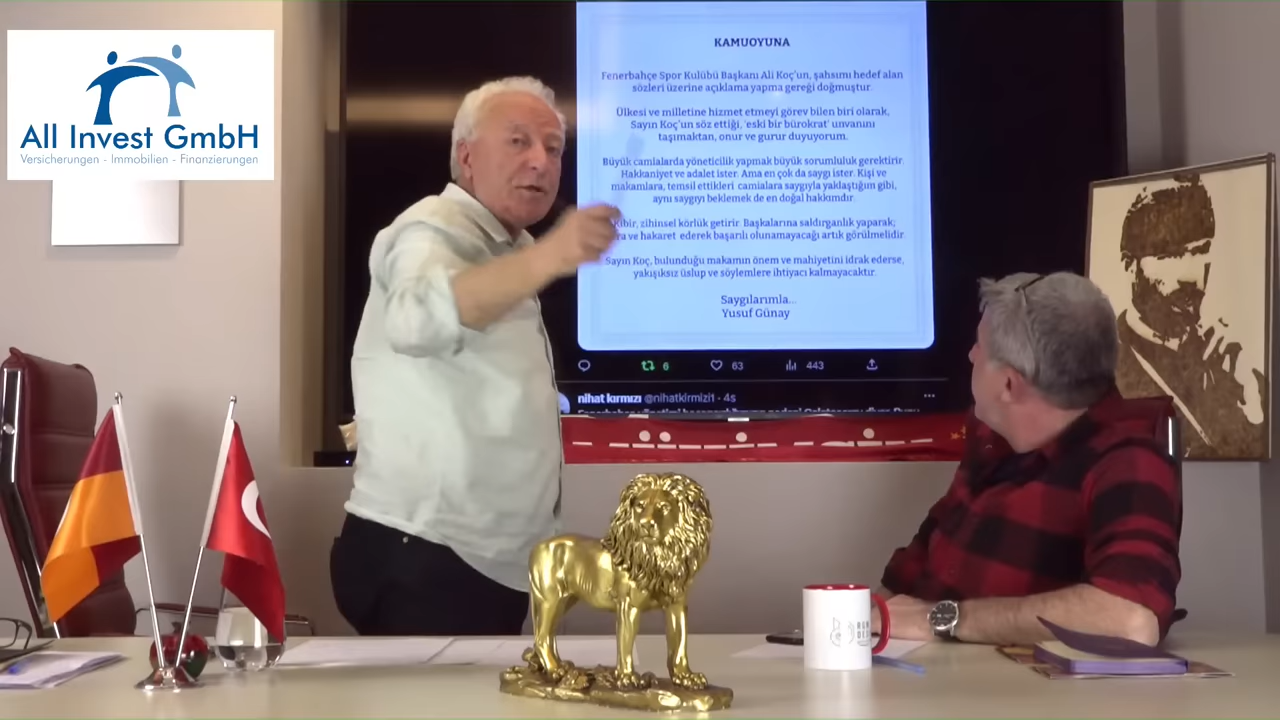 All Invest GmbH
Versicherungen - Immobilien - Finanzierungen
KAMUOYUNA
Fenerbahçe Spor Kulübü Başkanı Ali Koç'un, şahsımı hedef alan
sözleri üzerine açıklama yapma gereği doğmuştur.
Ülkesi ve milletine hizmet etmeyi görev bilen biri olarak,
Sayın Koç'un söz ettiği, 'eski bir bürokrat' unvanını
taşımaktan, onur ve gurur duyuyorum.
Büyük camialarda yöneticilik yapmak büyük sorumluluk gerektirir.
Hakkaniyet ve adalet ister. Ama en çok da saygı ister. Kişi ve
makamlara, temsil ettikleri camialara saygıyla yaklaştığım gibi,
aynı saygıyı beklemek de en doğal hakkımdır.
Kibir, zihinsel körlük getirir. Başkalarına saldırganlık yaparak;
ve hakaret ederek başarılı olunamayacağı artık görülmelidir.
Sayın Koç, bulunduğu makamın önem ve mahiyetini idrak ederse,
yakışıksız üslup ve söylemlere ihtiyacı kalmayacaktır.
Saygılarımla...
Yusuf Günay
6 63 443
nihat kırmızı @nihatkirmizi1 · 4s